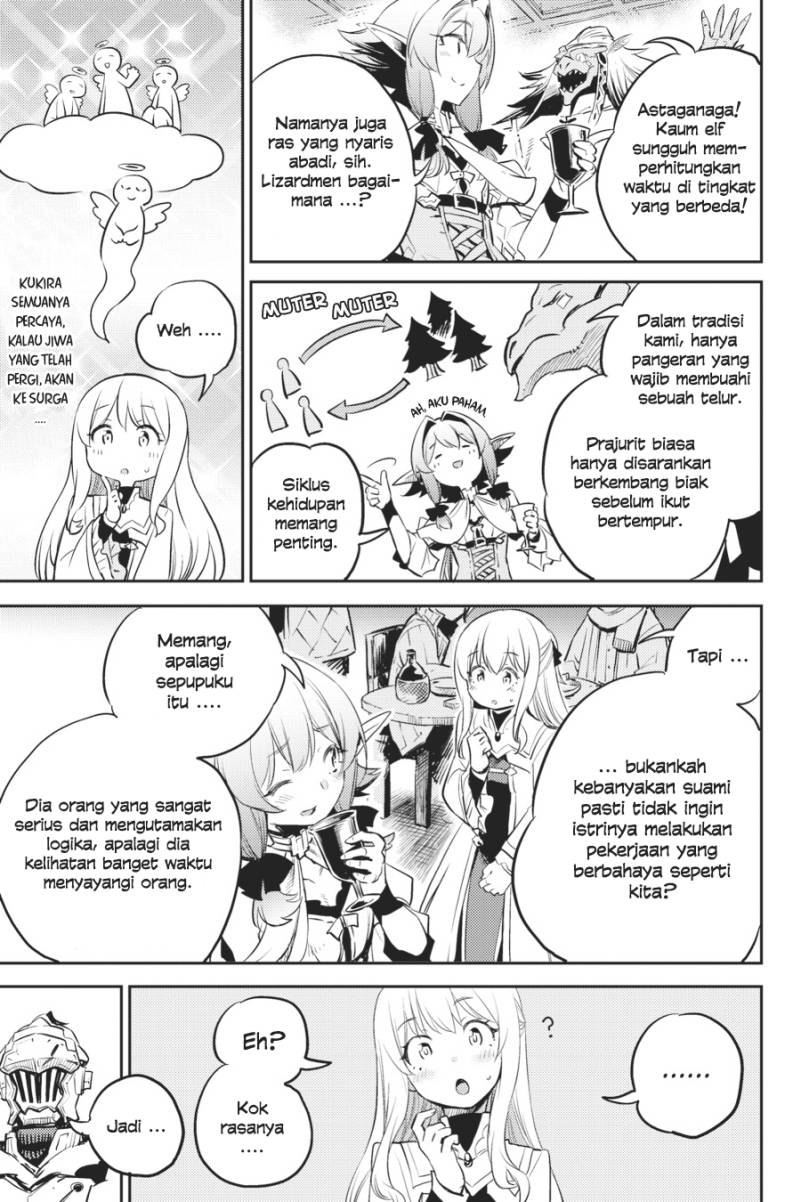 Astaganaga!
Kaum elf
sungguh mem-
perhitungkan
waktu di tingkat
yang berbeda!
Namanya juga
ras yang nyaris
abadi, sih.
Lizardmen bagai-
mana ...?
Dalam tradisi
kami, hanya
pangeran yang
wajib membuahi
sebuah telur.
Prajurit biasa
hanya disarankan
berkembang biak
sebelum ikut
bertempur.
MUTER
MUTER
AH, AKU PAHAM.
Siklus
kehidupan
memang
penting.
Weh ....
KUKIRA
SEMUANYA
PERCAYA,
KALAU JIWA
YANG TELAH
PERGI, AKAN
KE SURGA
....
Tapi ...
... bukankah
kebanyakan suami
pasti tidak ingin
istrinya melakukan
pekerjaan yang
berbahaya seperti
kita?
Memang,
apalagi
sepupuku
itu ....
Dia orang yang sangat
serius dan mengutamakan
logika, apalagi dia
kelihatan banget waktu
menyayangi orang.
......
?
Eh?
Kok
rasanya
....
Jadi ...